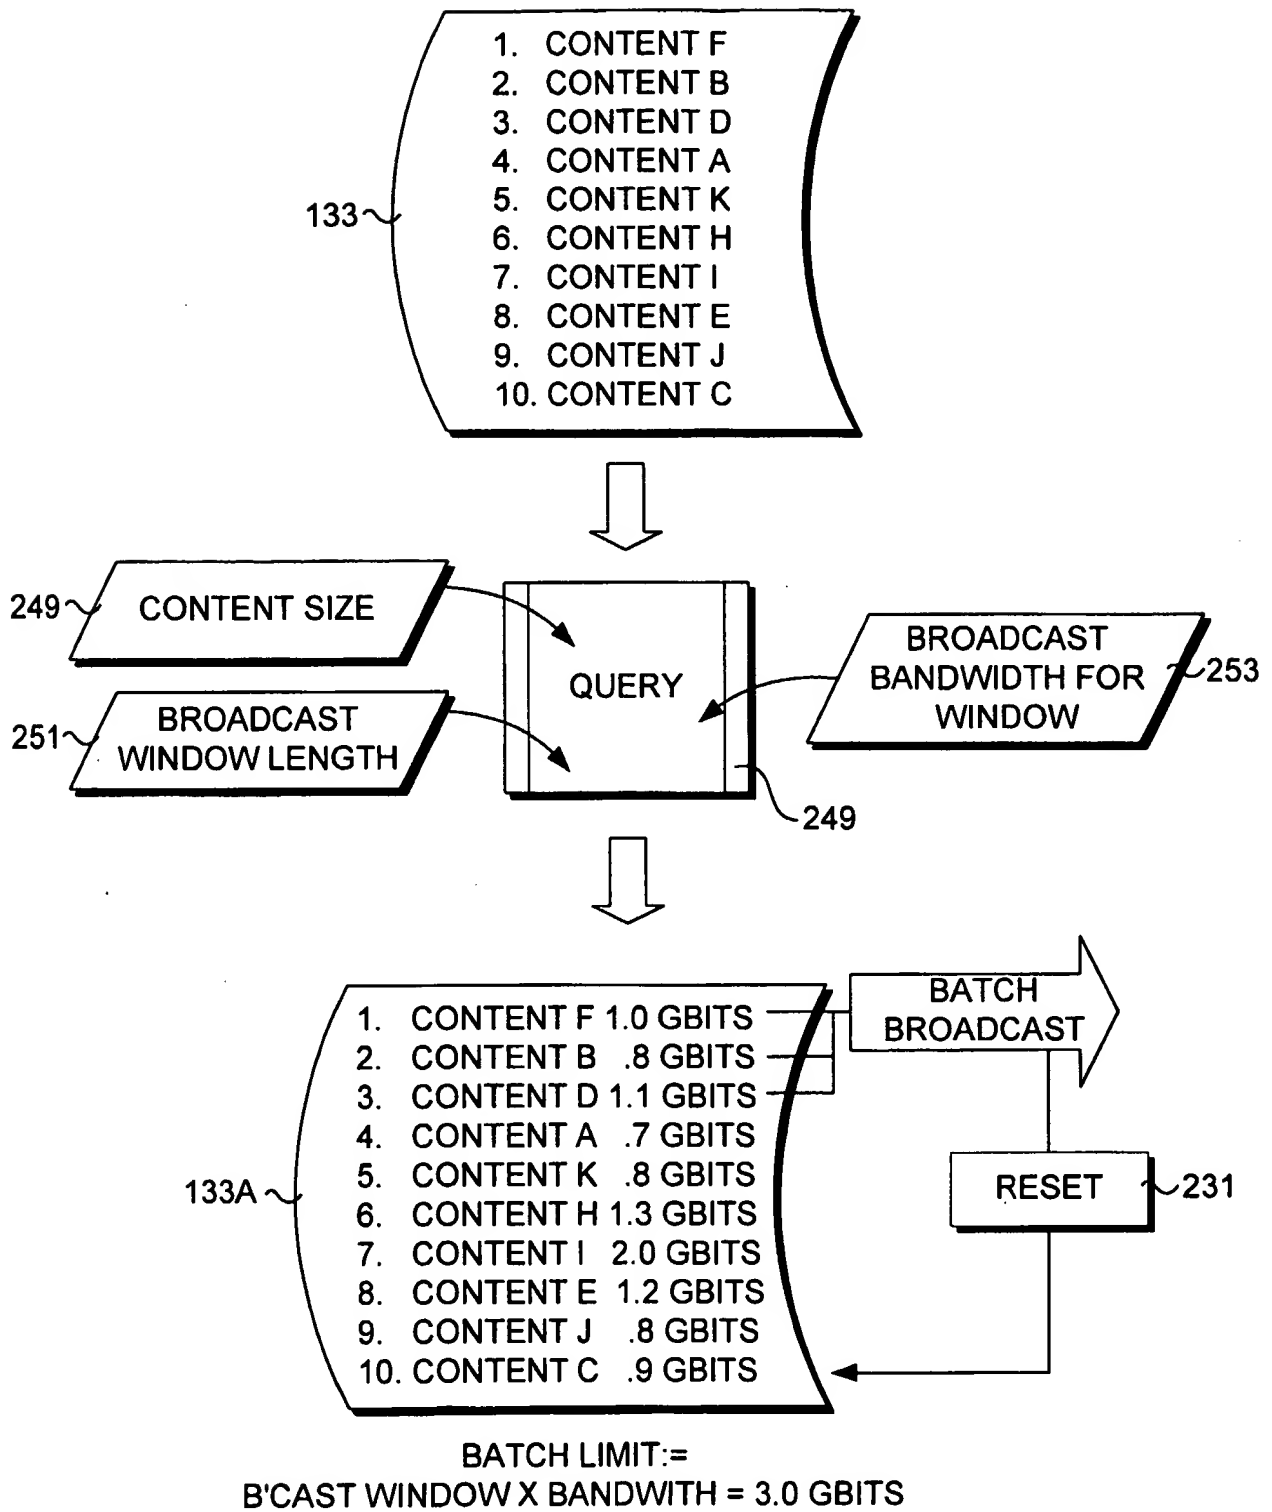 1. CONTENT F
2. CONTENT B
3. CONTENT D
4. CONTENT A
5. CONTENT K
6. CONTENT H
7. CONTENT I
8. CONTENT E
9. CONTENT J
10. CONTENT C
133
249
CONTENT SIZE
251
BROADCAST
WINDOW LENGTH
QUERY
BROADCAST
BANDWIDTH FOR
WINDOW
253
249
1. CONTENT F 1.0 GBITS
2. CONTENT B .8 GBITS
3. CONTENT D 1.1 GBITS
4. CONTENT A .7 GBITS
5. CONTENT K .8 GBITS
6. CONTENT H 1.3 GBITS
7. CONTENT I 2.0 GBITS
8. CONTENT E 1.2 GBITS
9. CONTENT J .8 GBITS
10. CONTENT C .9 GBITS
133A
BATCH
BROADCAST
RESET
231
BATCH LIMIT:=
B'CAST WINDOW X BANDWITH = 3.0 GBITS